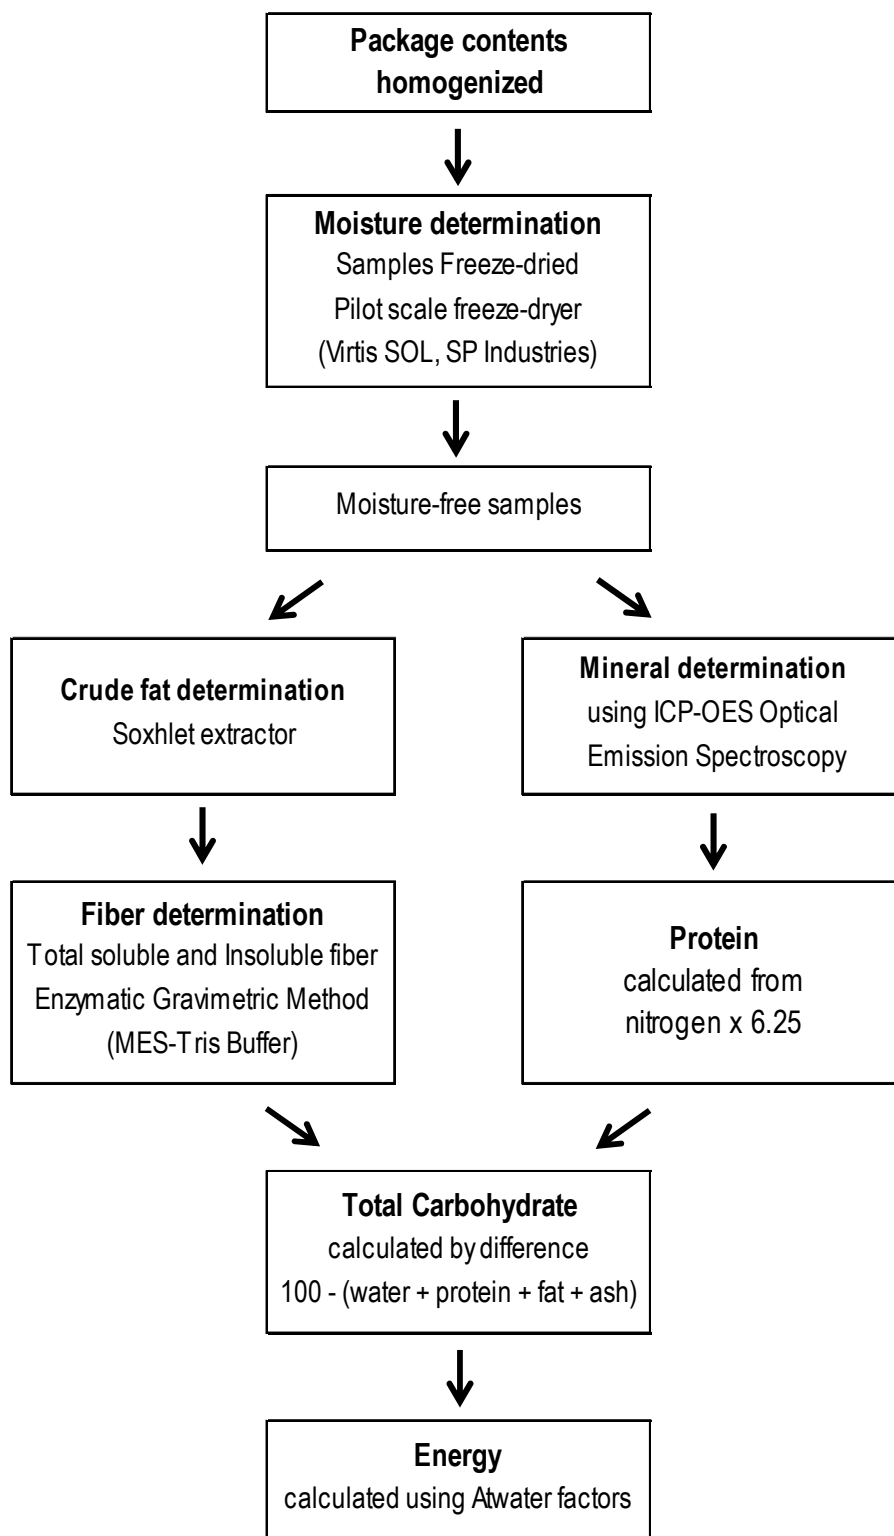 Package contents
homogenized
Moisture determination
Samples Freeze-dried
Pilot scale freeze-dryer
(Virtis SOL, SP Industries)
Moisture-free samples
Crude fat determination
Soxhlet extractor
Mineral determination
using ICP-OES Optical
Emission Spectroscopy
Fiber determination
Total soluble and Insoluble fiber
Enzymatic Gravimetric Method
(MES-Tris Buffer)
Protein
calculated from
nitrogen x 6.25
Total Carbohydrate
calculated by difference
100 - (water + protein + fat + ash)
Energy
calculated using Atwater factors